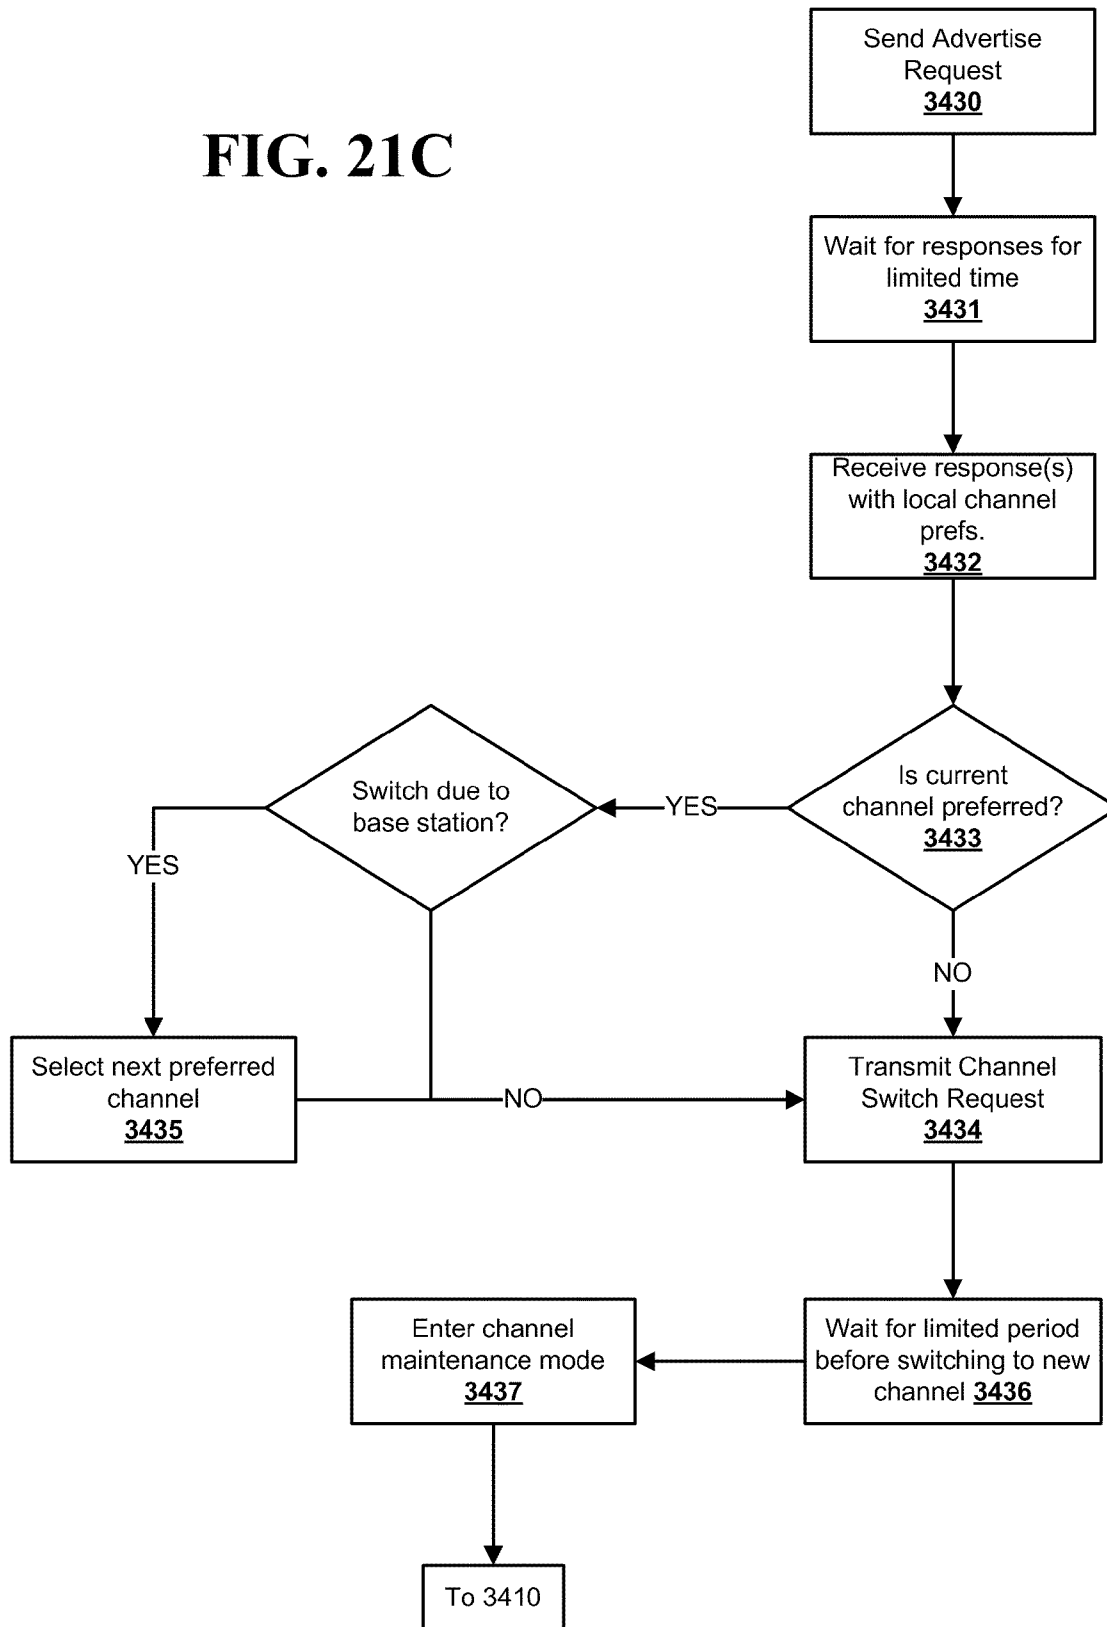 Send Advertise
Request
3430
FIG. 21C
Wait for responses for
limited time
3431
Receive response(s)
with local channel
prefs.
3432
Is current
channel preferred?
3433
YES
Switch due to
base station?
YES
NO
Select next preferred
channel
3435
NO
Transmit Channel
Switch Request
3434
Wait for limited period
before switching to new
channel 3436
Enter channel
maintenance mode
3437
To 3410